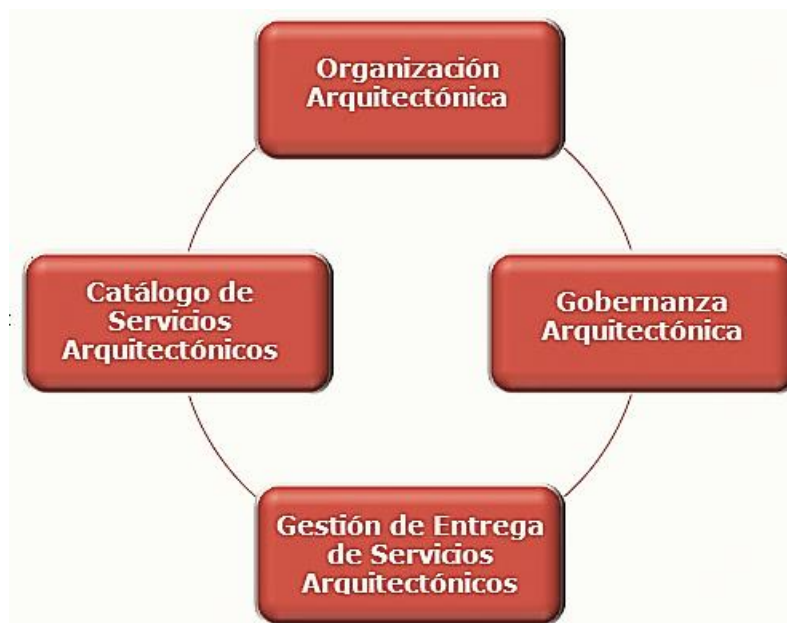 Organización
Arquitectónica
Catálogo de
Servicios
Arquitectónicos
Gobernanza
Arquitectónica
Gestión de Entrega
de Servicios
Arquitectónicos